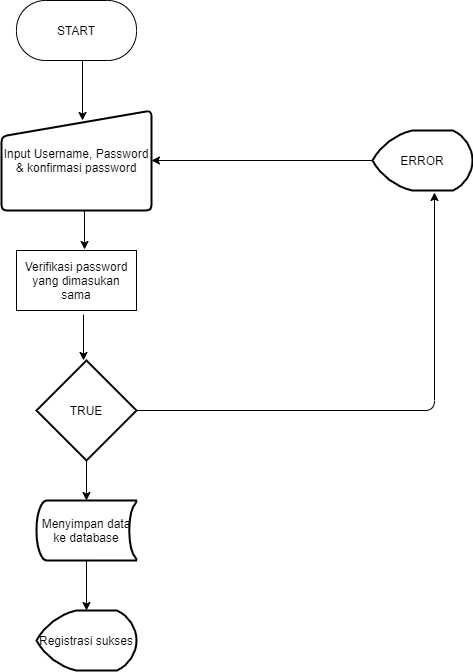 START
Input Username, Password
& konfirmasi password
ERROR
Verifikasi password
yang dimasukan
sama
TRUE
Menyimpan data
ke database
Registrasi sukses